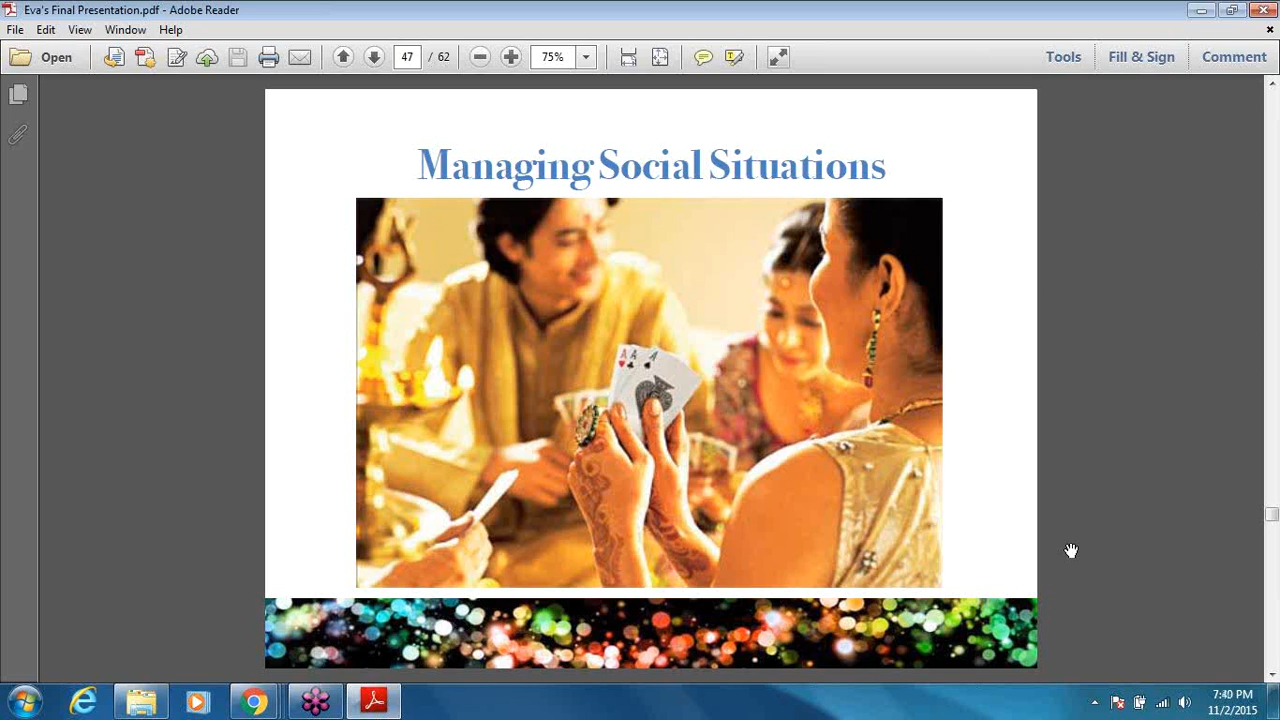 Eva's Final Presentation.pdf - Adobe Reader
File Edit View Window Help
Open 47 / 62 75% Tools Fill & Sign Comment
Managing Social Situations
A A A
7:40 PM
11/2/2015